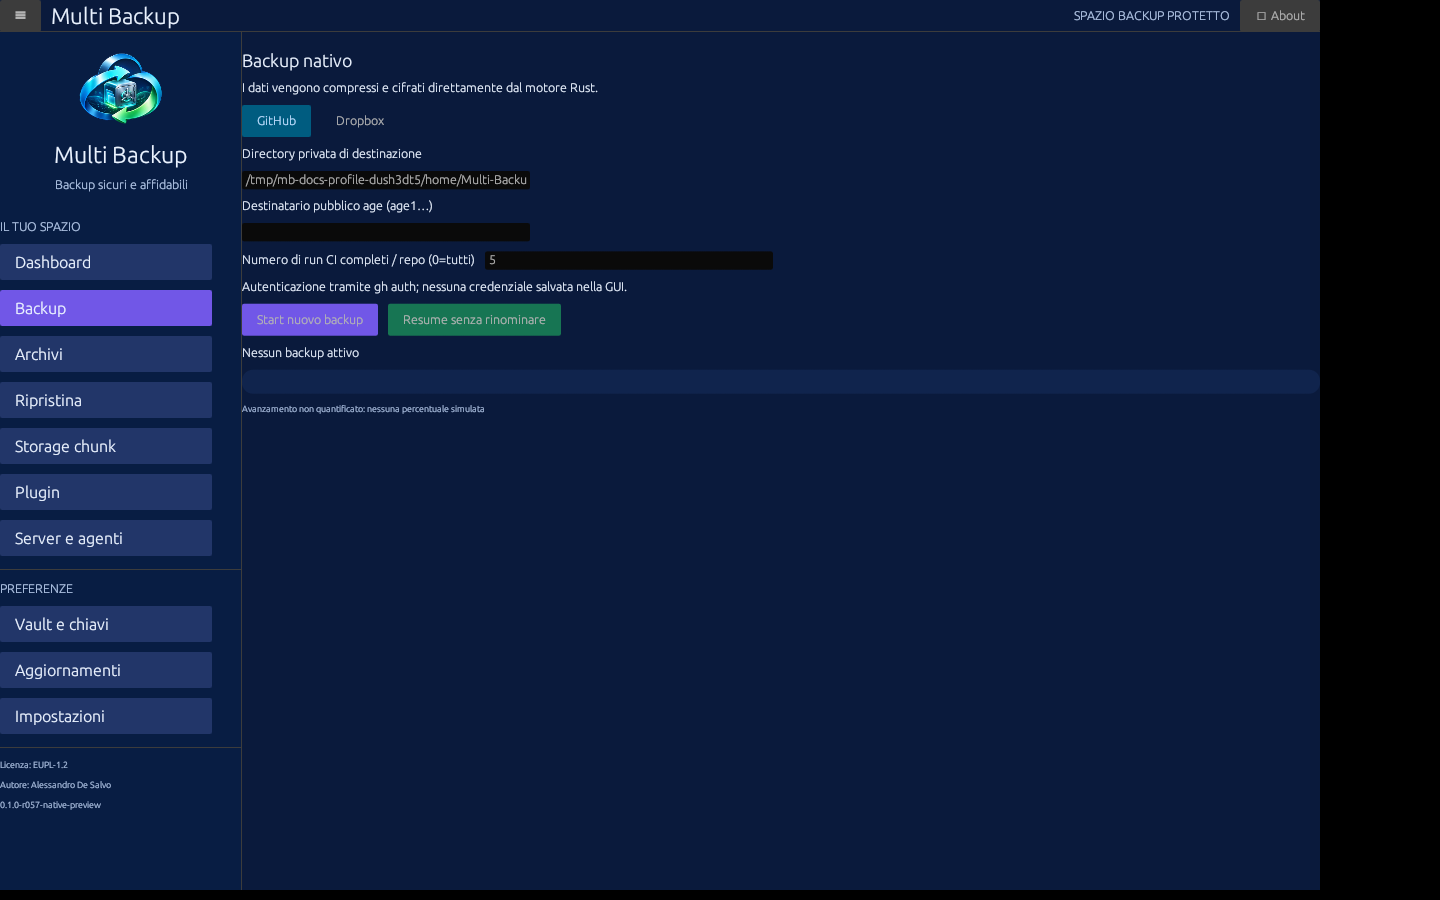 Multi Backup
SPAZIO BACKUP PROTETTO
About
Multi Backup
Backup sicuri e affidabili
IL TUO SPAZIO
Dashboard
Backup
Archivi
Ripristina
Storage chunk
Plugin
Server e agenti
PREFERENZE
Vault e chiavi
Aggiornamenti
Impostazioni
Licenza: EUPL-1.2
Autore: Alessandro De Salvo
0.1.0-r057-native-preview
Backup nativo
I dati vengono compressi e cifrati direttamente dal motore Rust.
GitHub Dropbox
Directory privata di destinazione
/tmp/mb-docs-profile-dush3dt5/home/Multi-Backu
Destinatario pubblico age (age1…)
Numero di run CI completi / repo (0=tutti) 5
Autenticazione tramite gh auth; nessuna credenziale salvata nella GUI.
Start nuovo backup Resume senza rinominare
Nessun backup attivo
Avanzamento non quantificato: nessuna percentuale simulata